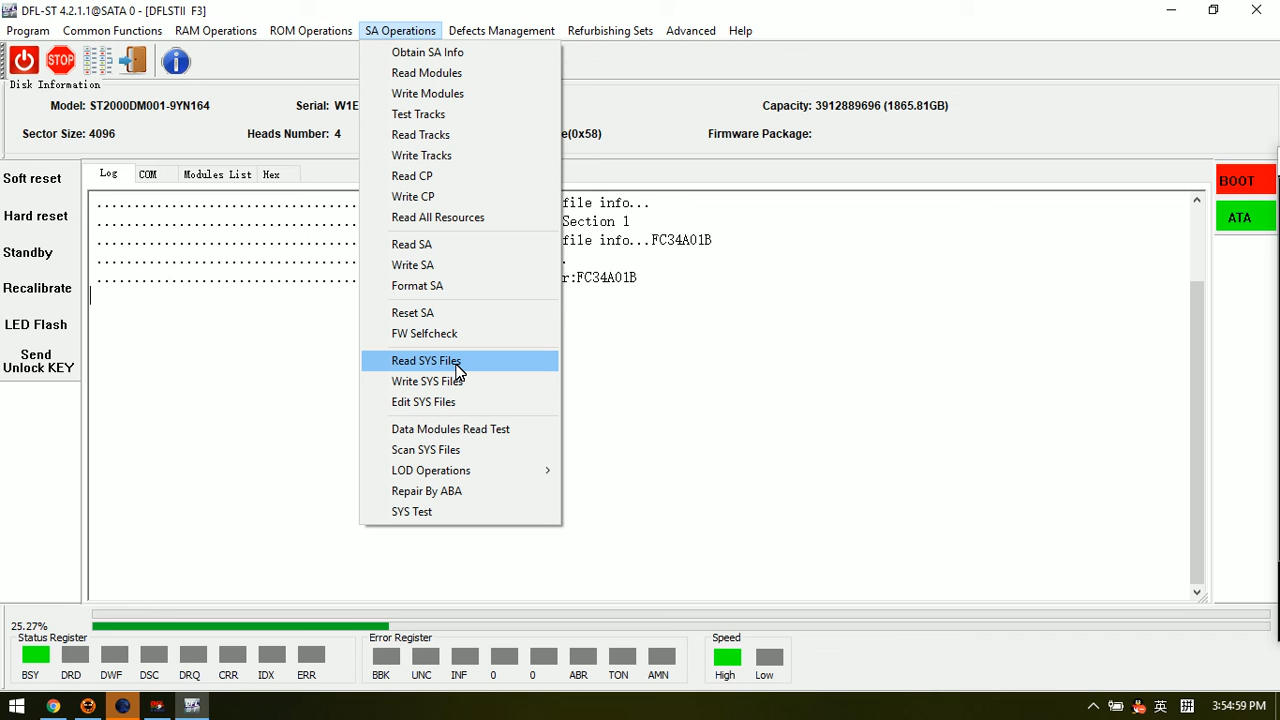 DFL-ST 4.2.1.1@SATA 0 - [DFLSTII F3]
Program Common Functions RAM Operations ROM Operations SA Operations Defects Management Refurbishing Sets Advanced Help
STOP
Disk Information
Model: ST2000DM001-9YN164 Serial: W1E Capacity: 3912889696 (1865.81GB)
Sector Size: 4096 Heads Number: 4 e(0x58) Firmware Package:
Obtain SA Info
Read Modules
Write Modules
Test Tracks
Read Tracks
Write Tracks
Read CP
Write CP
Read All Resources
Read SA
Write SA
Format SA
Reset SA
FW Selfcheck
Read SYS Files
Write SYS Files
Edit SYS Files
Data Modules Read Test
Scan SYS Files
LOD Operations
Repair By ABA
SYS Test
Soft reset
Hard reset
Standby
Recalibrate
LED Flash
Send
Unlock KEY
Log COM Modules List Hex
file info...
Section 1
file info...FC34A01B
.
r:FC34A01B
BOOT
ATA
25.27%
Status Register Error Register Speed
BSY DRD DWF DSC DRQ CRR IDX ERR BBK UNC INF 0 0 ABR TON AMN High Low
英 拼 3:54:59 PM